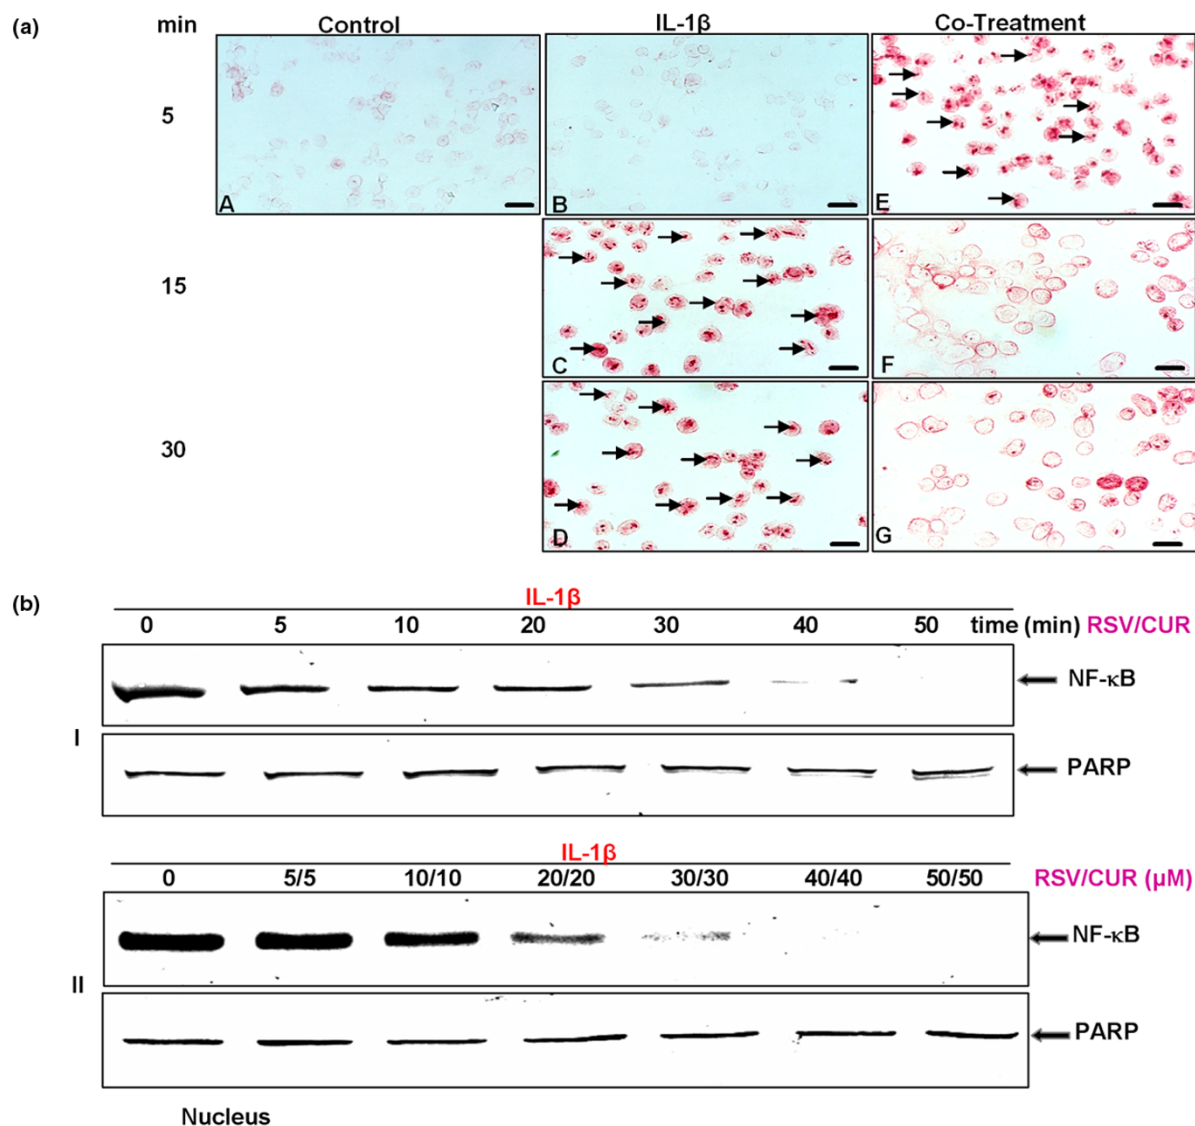 (a)
min Control IL-1β Co-Treatment
5
A B E
15
C F
30
D G
(b)
IL-1β
0 5 10 20 30 40 50 time (min) RSV/CUR
NF-κB
I
PARP
IL-1β
0 5/5 10/10 20/20 30/30 40/40 50/50 RSV/CUR (µM)
NF-κB
II
PARP
Nucleus